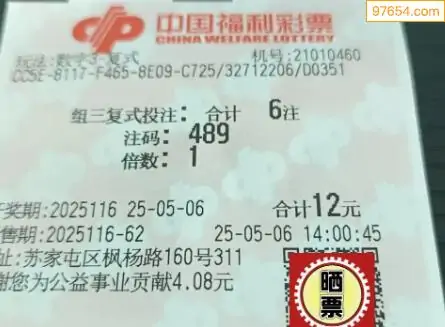 97654.com
中国福利彩票
CHINA WELFARE LOTTERY
玩法:数字3-复式 机号:21010460
CC5E-8117-F465-8E09-C725/32712206/D0351
组三复式投注: 合计 6注
注码: 489
倍数: 1
奖期:2025116 25-05-06 合计12元
售期:2025116-62 25-05-06 14:00:45
址:苏家屯区枫杨路160号311
谢您为公益事业贡献4.08元
晒票